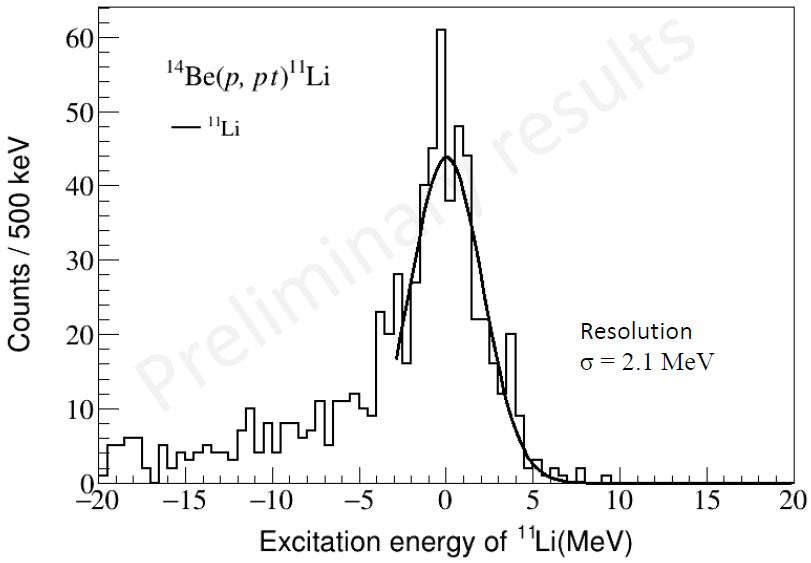 60
50
40
30
20
10
0
Counts / 500 keV
¹⁴Be(p, pt)¹¹Li
¹¹Li
Preliminary results
Resolution
σ = 2.1 MeV
−20 −15 −10 −5 0 5 10 15 20
Excitation energy of ¹¹Li(MeV)